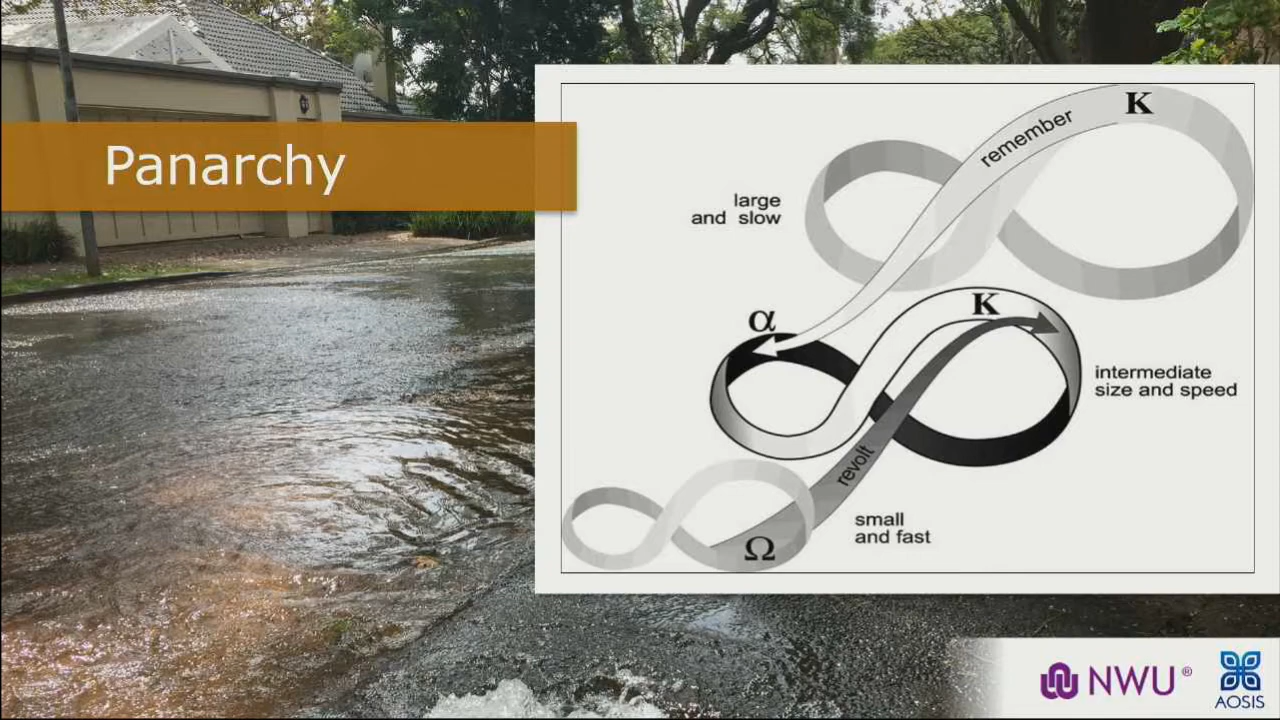 Panarchy
K
remember
large
and slow
α
K
intermediate
size and speed
revolt
small
and fast
Ω
NWU®
AOSIS